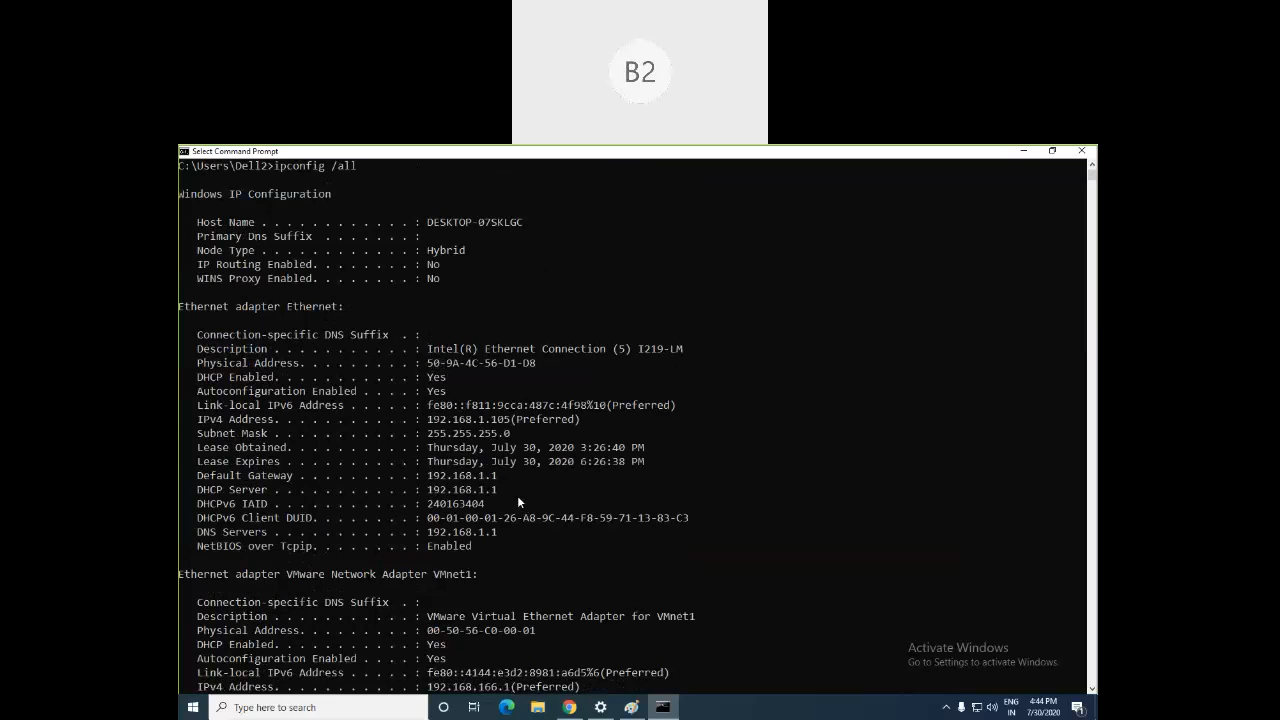 B2
Select Command Prompt
C:\Users\Dell2>ipconfig /all
Windows IP Configuration
Host Name . . . . . . . . . . . . : DESKTOP-07SKLGC
Primary Dns Suffix . . . . . . . :
Node Type . . . . . . . . . . . . : Hybrid
IP Routing Enabled. . . . . . . . : No
WINS Proxy Enabled. . . . . . . . : No
Ethernet adapter Ethernet:
Connection-specific DNS Suffix . :
Description . . . . . . . . . . . : Intel(R) Ethernet Connection (5) I219-LM
Physical Address. . . . . . . . . : 50-9A-4C-56-D1-D8
DHCP Enabled. . . . . . . . . . . : Yes
Autoconfiguration Enabled . . . . : Yes
Link-local IPv6 Address . . . . . : fe80::f811:9cca:487c:4f98%10(Preferred)
IPv4 Address. . . . . . . . . . . : 192.168.1.105(Preferred)
Subnet Mask . . . . . . . . . . . : 255.255.255.0
Lease Obtained. . . . . . . . . . : Thursday, July 30, 2020 3:26:40 PM
Lease Expires . . . . . . . . . . : Thursday, July 30, 2020 6:26:38 PM
Default Gateway . . . . . . . . . : 192.168.1.1
DHCP Server . . . . . . . . . . . : 192.168.1.1
DHCPv6 IAID . . . . . . . . . . . : 240163404
DHCPv6 Client DUID. . . . . . . . : 00-01-00-01-26-A8-9C-44-F8-59-71-13-83-C3
DNS Servers . . . . . . . . . . . : 192.168.1.1
NetBIOS over Tcpip. . . . . . . . : Enabled
Ethernet adapter VMware Network Adapter VMnet1:
Connection-specific DNS Suffix . :
Description . . . . . . . . . . . : VMware Virtual Ethernet Adapter for VMnet1
Physical Address. . . . . . . . . : 00-50-56-C0-00-01
DHCP Enabled. . . . . . . . . . . : Yes
Autoconfiguration Enabled . . . . : Yes
Link-local IPv6 Address . . . . . : fe80::4144:e3d2:8981:a6d5%6(Preferred)
IPv4 Address. . . . . . . . . . . : 192.168.166.1(Preferred)
Activate Windows
Go to Settings to activate Windows.
Type here to search
ENG
IN
4:44 PM
7/30/2020
1